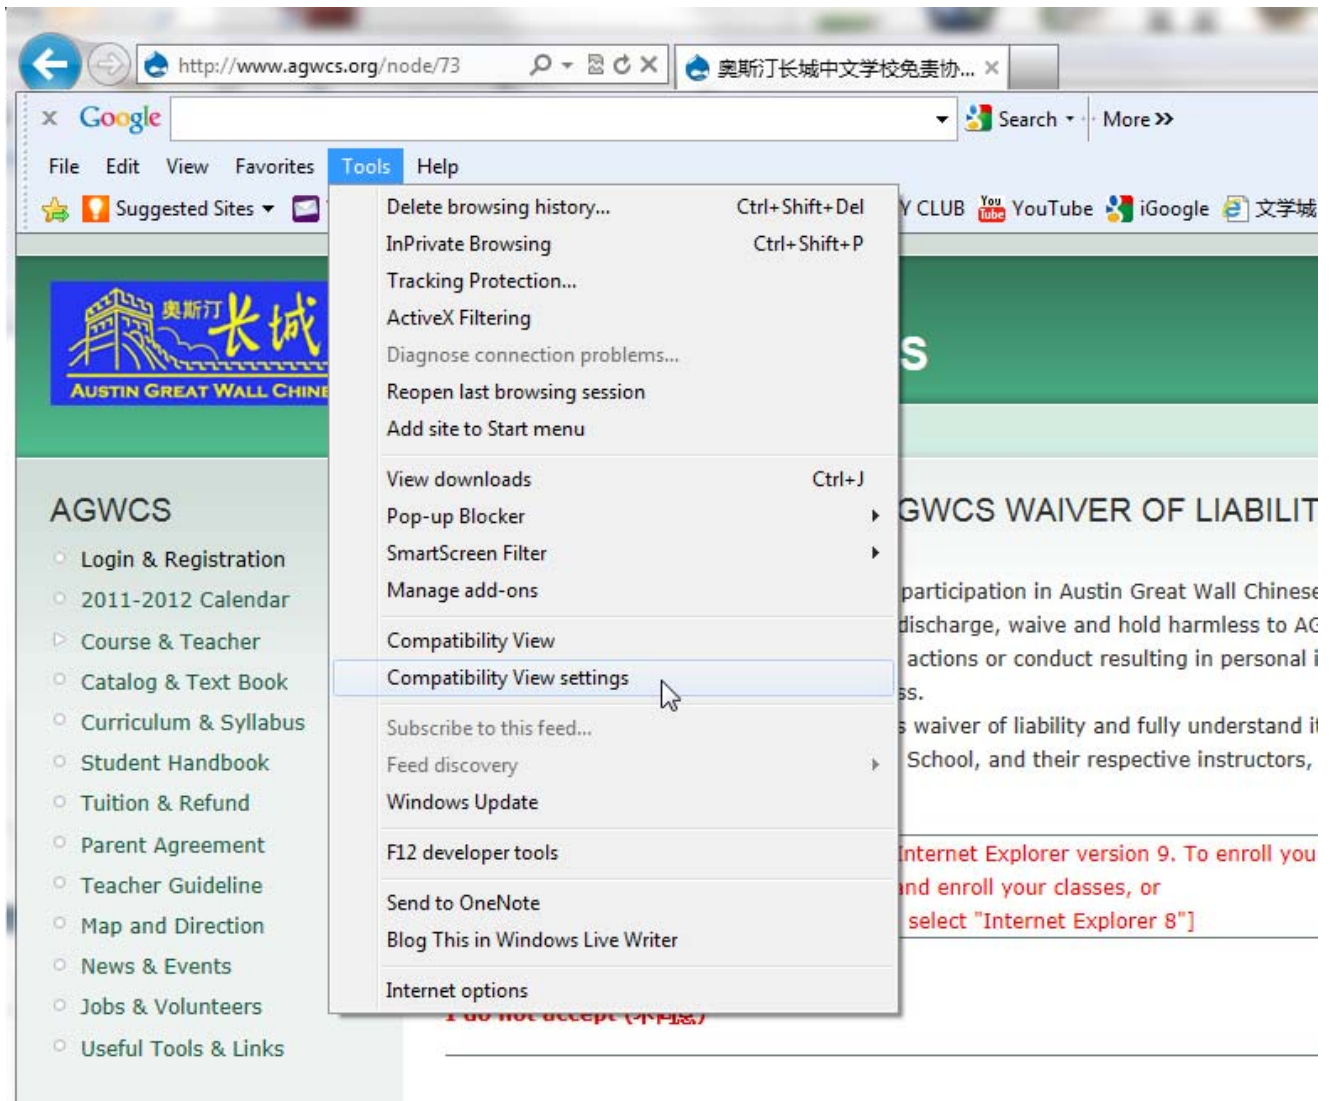 http://www.agwcs.org/node/73
奥斯汀长城中文学校免责协...
Google
Search
More
File Edit View Favorites Tools Help
Suggested Sites
Y CLUB YouTube iGoogle 文学城
Delete browsing history... Ctrl+Shift+Del
InPrivate Browsing Ctrl+Shift+P
Tracking Protection...
ActiveX Filtering
Diagnose connection problems...
Reopen last browsing session
Add site to Start menu
View downloads Ctrl+J
Pop-up Blocker
SmartScreen Filter
Manage add-ons
Compatibility View
Compatibility View settings
Subscribe to this feed...
Feed discovery
Windows Update
F12 developer tools
Send to OneNote
Blog This in Windows Live Writer
Internet options
奥斯汀长城
AUSTIN GREAT WALL CHINE
S
AGWCS
Login & Registration
2011-2012 Calendar
Course & Teacher
Catalog & Text Book
Curriculum & Syllabus
Student Handbook
Tuition & Refund
Parent Agreement
Teacher Guideline
Map and Direction
News & Events
Jobs & Volunteers
Useful Tools & Links
GWCS WAIVER OF LIABILIT
participation in Austin Great Wall Chinese
discharge, waive and hold harmless to AG
actions or conduct resulting in personal i
ss.
s waiver of liability and fully understand it
School, and their respective instructors,
Internet Explorer version 9. To enroll you
and enroll your classes, or
select "Internet Explorer 8"]
I do not accept (不同意)